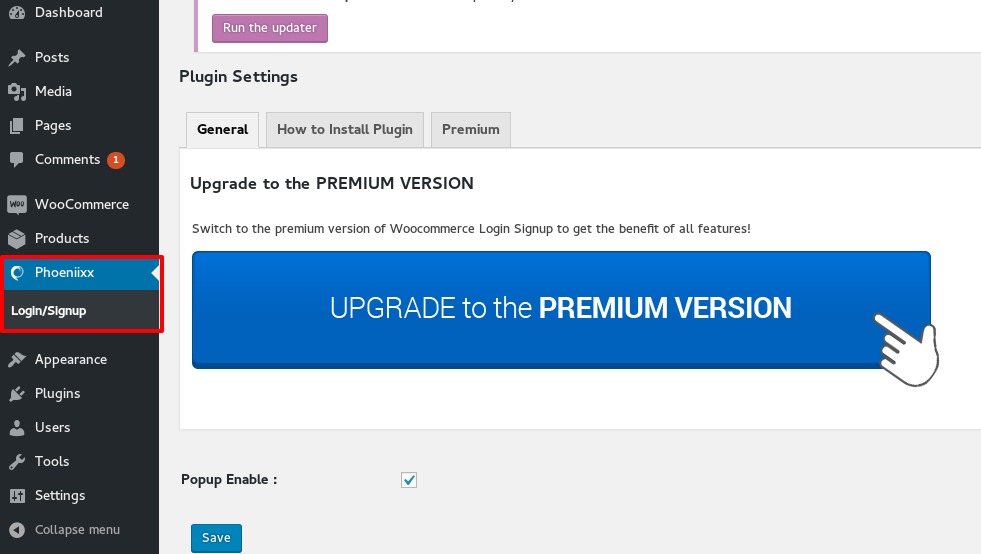 Dashboard
Posts
Media
Pages
Comments 1
WOO WooCommerce
Products
Phoeniixx
Login/Signup
Appearance
Plugins
Users
Tools
Settings
Collapse menu
Run the updater
Plugin Settings
General How to Install Plugin Premium
Upgrade to the PREMIUM VERSION
Switch to the premium version of Woocommerce Login Signup to get the benefit of all features!
UPGRADE to the PREMIUM VERSION
Popup Enable :
Save